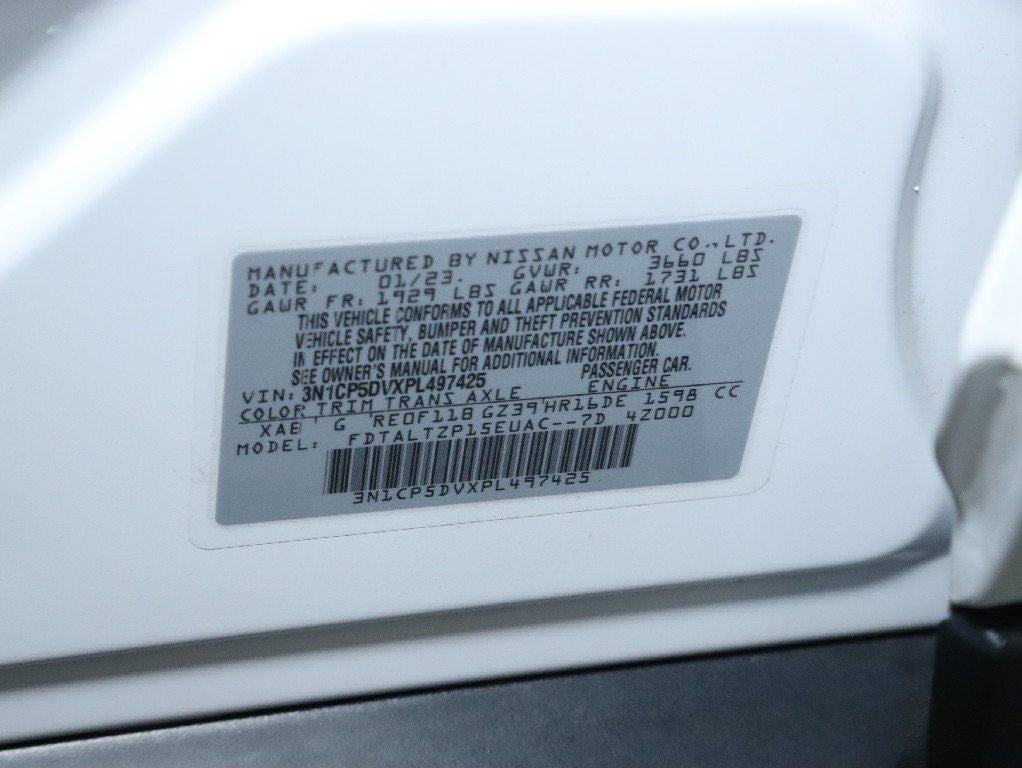 MANUFACTURED BY NISSAN MOTOR CO.,LTD.
DATE: 01/23. GVWR: 3660 LBS
GAWR FR: 1929 LBS GAWR RR: 1731 LBS
THIS VEHICLE CONFORMS TO ALL APPLICABLE FEDERAL MOTOR
VEHICLE SAFETY, BUMPER AND THEFT PREVENTION STANDARDS
IN EFFECT ON THE DATE OF MANUFACTURE SHOWN ABOVE.
SEE OWNER'S MANUAL FOR ADDITIONAL INFORMATION.
VIN: 3N1CP5DVXPL497425 PASSENGER CAR.
COLOR TRIM TRANS AXLE ENGINE
XAB G RE0F11B GZ39 HR16DE 1598 CC
MODEL: FDTALTZP15EUAC--7D 4Z000
3N1CP5DVXPL497425